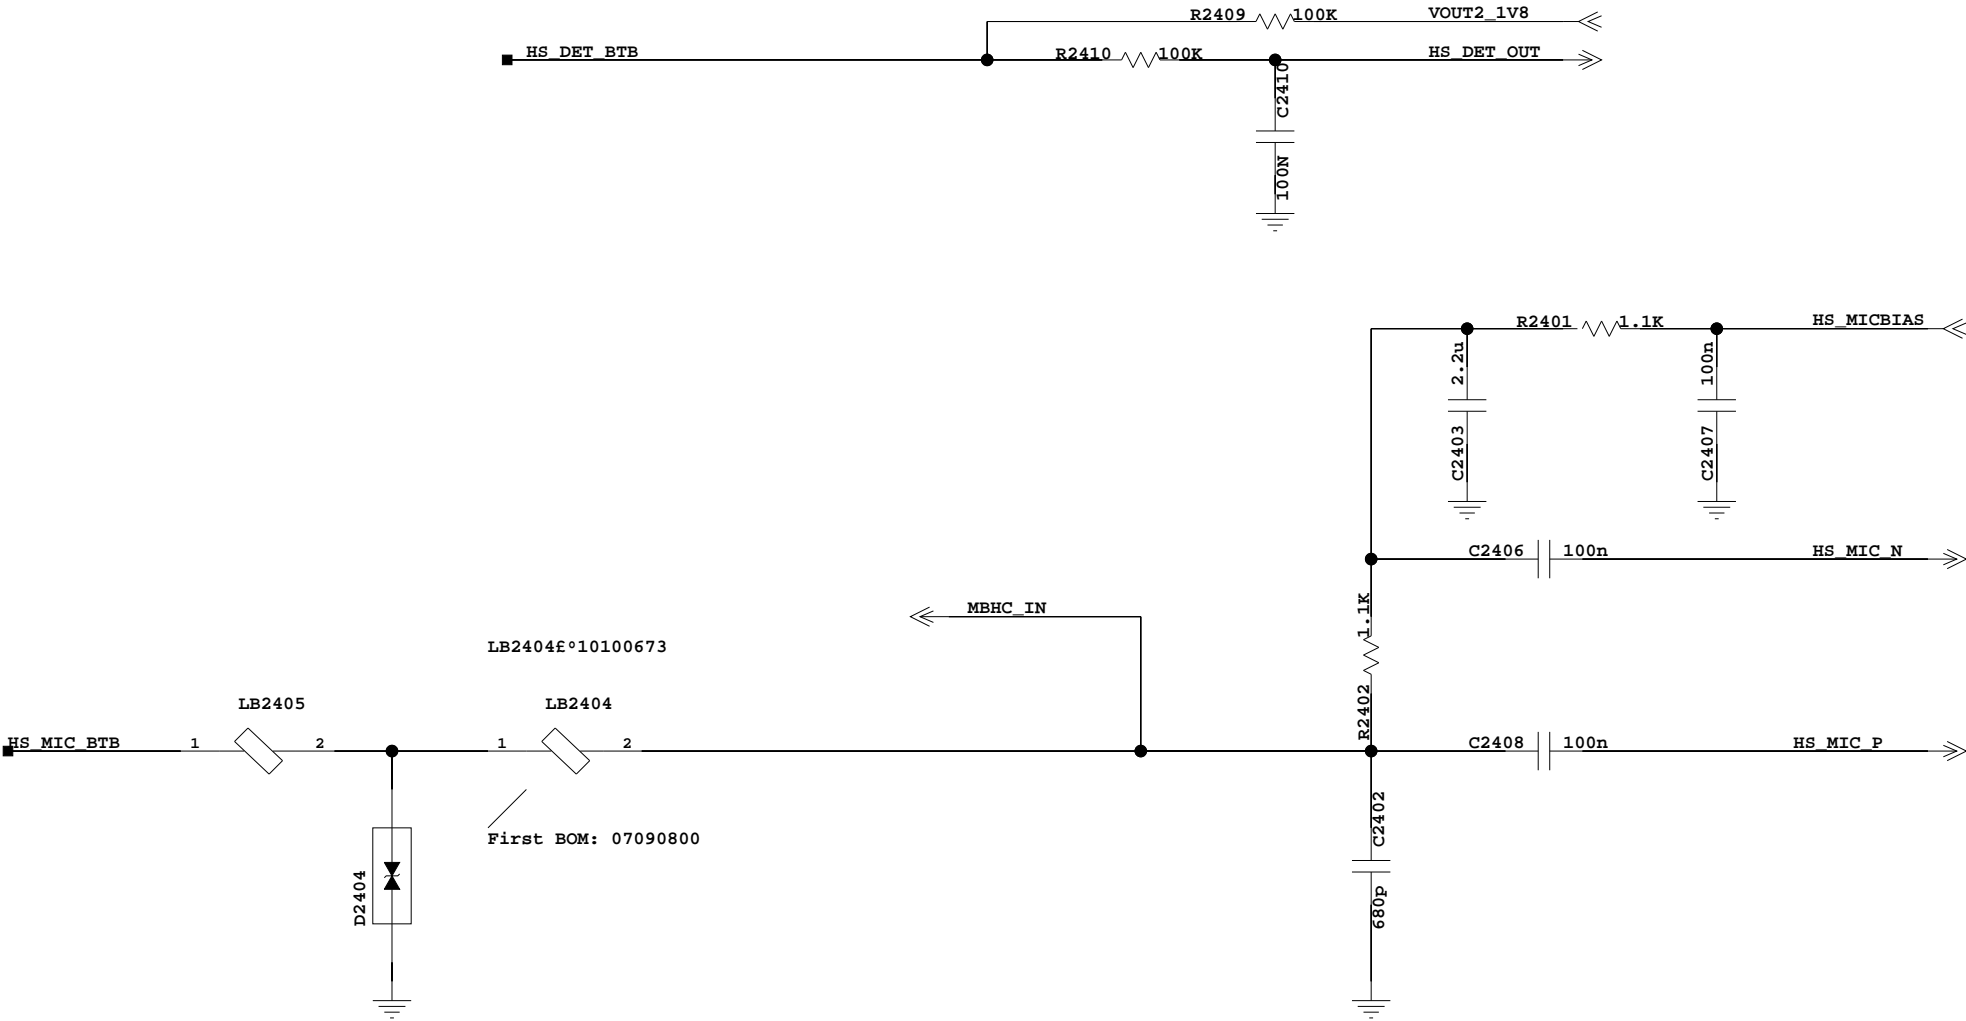 R2409 100K VOUT2_1V8
HS_DET_BTB R2410 100K HS_DET_OUT
C2410
100N
R2401 1.1K HS_MICBIAS
2.2u 100n
C2403 C2407
C2406 100n HS_MIC_N
1.1K
MBHC_IN
LB2404£º10100673
LB2405 LB2404 R2402
HS_MIC_BTB 1 2 1 2 C2408 100n HS_MIC_P
C2402
First BOM: 07090800
D2404 680p